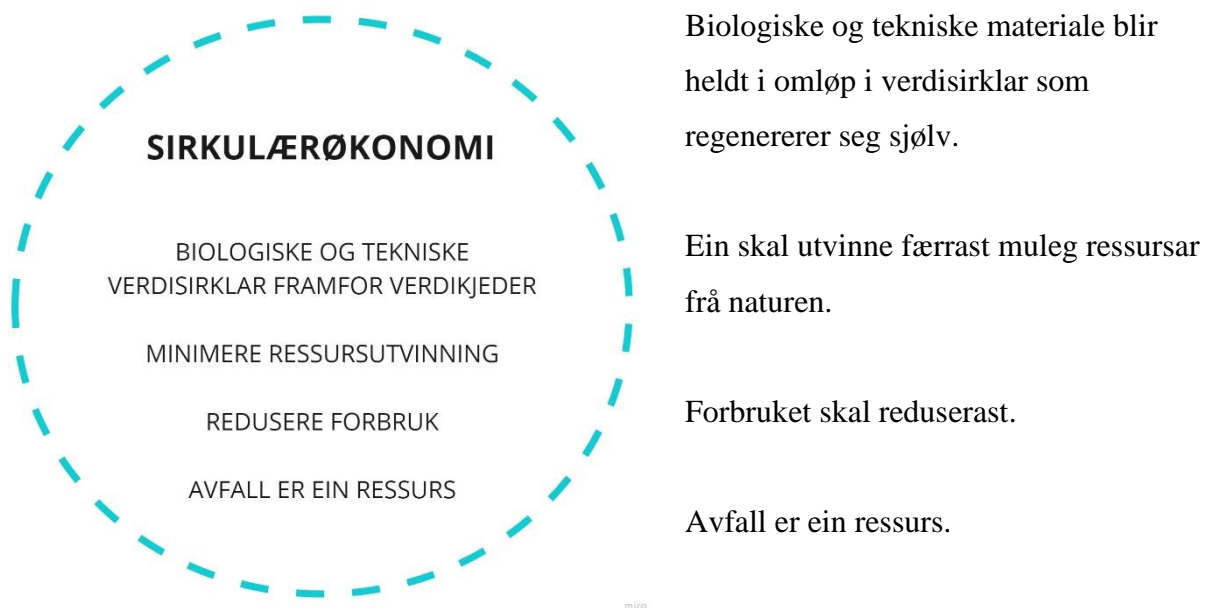 SIRKULÆRØKONOMI
BIOLOGISKE OG TEKNISKE
VERDISIRKLAR FRAMFOR VERDIKJEDER
MINIMERE RESSURSUTVINNING
REDUSERE FORBRUK
AVFALL ER EIN RESSURS
Biologiske og tekniske materiale blir
heldt i omløp i verdisirklar som
regenererer seg sjølv.
Ein skal utvinne færrast muleg ressursar
frå naturen.
Forbruket skal reduserast.
Avfall er ein ressurs.
miro